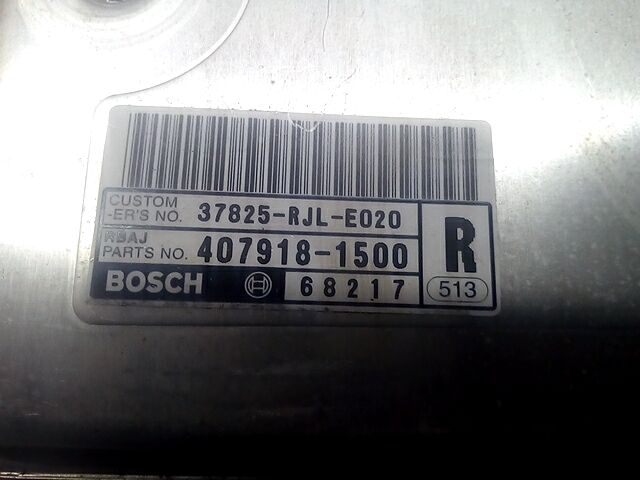 CUSTOM
-ER'S NO. 37825-RJL-E020
RBAJ
PARTS NO. 407918-1500
R
BOSCH 68217
513